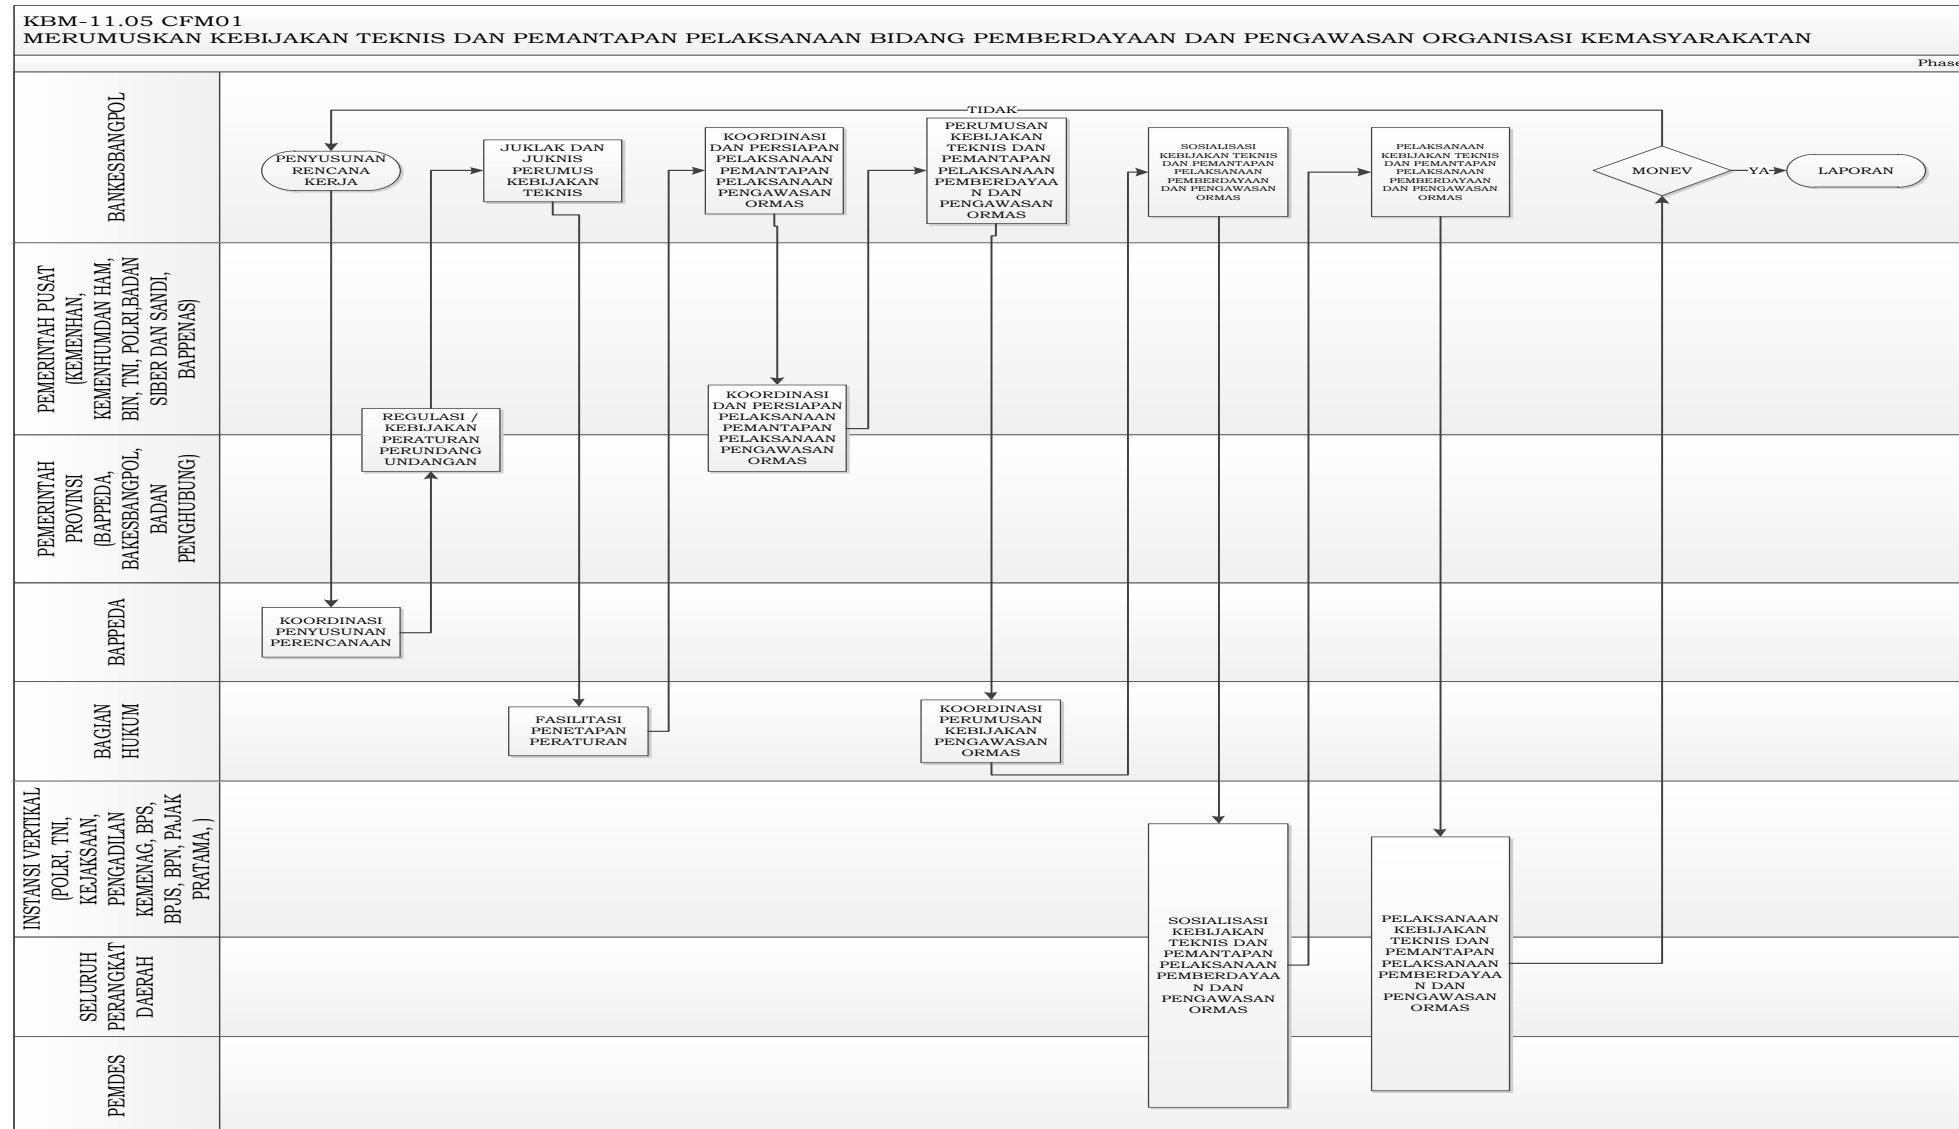 KBM-11.05 CFM01
MERUMUSKAN KEBIJAKAN TEKNIS DAN PEMANTAPAN PELAKSANAAN BIDANG PEMBERDAYAAN DAN PENGAWASAN ORGANISASI KEMASYARAKATAN
Phase
BANKESBANGPOL
TIDAK
PENYUSUNAN
RENCANA
KERJA
JUKLAK DAN
JUKNIS
PERUMUS
KEBIJAKAN
TEKNIS
KOORDINASI
DAN PERSIAPAN
PELAKSANAAN
PEMANTAPAN
PELAKSANAAN
PENGAWASAN
ORMAS
PERUMUSAN
KEBIJAKAN
TEKNIS DAN
PEMANTAPAN
PELAKSANAAN
PEMBERDAYAA
N DAN
PENGAWASAN
ORMAS
SOSIALISASI
KEBIJAKAN TEKNIS
DAN PEMANTAPAN
PELAKSANAAN
PEMBERDAYAAN
DAN PENGAWASAN
ORMAS
PELAKSANAAN
KEBIJAKAN TEKNIS
DAN PEMANTAPAN
PELAKSANAAN
PEMBERDAYAAN
DAN PENGAWASAN
ORMAS
MONEV
YA
LAPORAN
PEMERINTAH PUSAT
(KEMENHAN,
KEMENHUMDAN HAM,
BIN, TNI, POLRI,BADAN
SIBER DAN SANDI,
BAPPENAS)
REGULASI /
KEBIJAKAN
PERATURAN
PERUNDANG
UNDANGAN
KOORDINASI
DAN PERSIAPAN
PELAKSANAAN
PEMANTAPAN
PELAKSANAAN
PENGAWASAN
ORMAS
PEMERINTAH
PROVINSI
(BAPPEDA,
BAKESBANGPOL,
BADAN
PENGHUBUNG)
BAPPEDA
KOORDINASI
PENYUSUNAN
PERENCANAAN
BAGIAN
HUKUM
FASILITASI
PENETAPAN
PERATURAN
KOORDINASI
PERUMUSAN
KEBIJAKAN
PENGAWASAN
ORMAS
INSTANSI VERTIKAL
(POLRI, TNI,
KEJAKSAAN,
PENGADILAN
KEMENAG, BPS,
BPJS, BPN, PAJAK
PRATAMA, )
SOSIALISASI
KEBIJAKAN
TEKNIS DAN
PEMANTAPAN
PELAKSANAAN
PEMBERDAYAA
N DAN
PENGAWASAN
ORMAS
PELAKSANAAN
KEBIJAKAN
TEKNIS DAN
PEMANTAPAN
PELAKSANAAN
PEMBERDAYAA
N DAN
PENGAWASAN
ORMAS
SELURUH
PERANGKAT
DAERAH
PEMDES